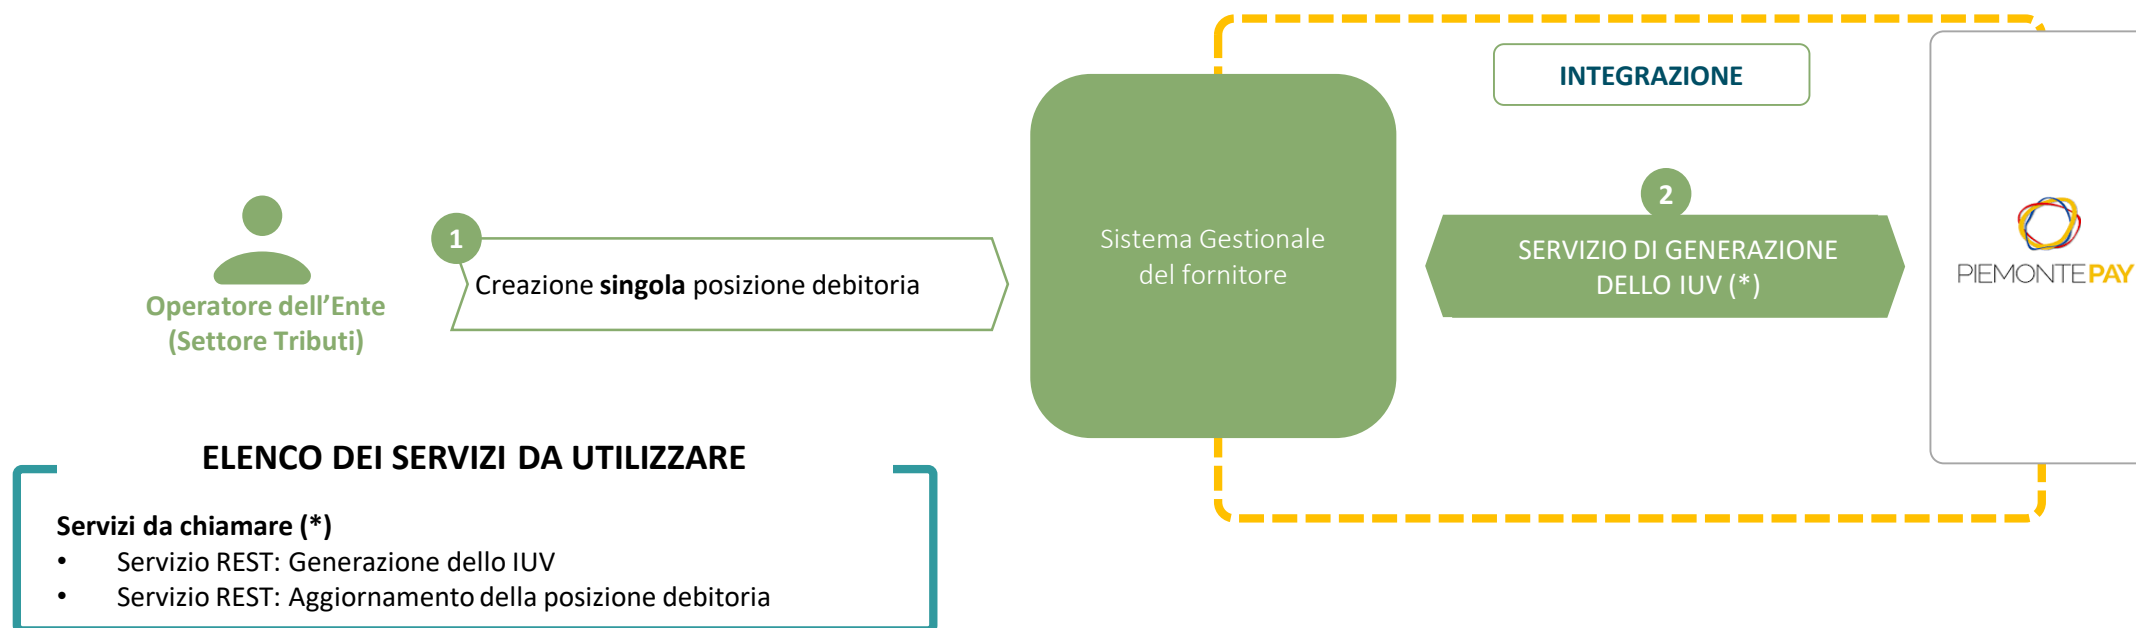 INTEGRAZIONE
2
1
Sistema Gestionale
del fornitore
SERVIZIO DI GENERAZIONE
DELLO IUV (*)
PIEMONTEPAY
Creazione singola posizione debitoria
Operatore dell’Ente
(Settore Tributi)
ELENCO DEI SERVIZI DA UTILIZZARE
Servizi da chiamare (*)
• Servizio REST: Generazione dello IUV
• Servizio REST: Aggiornamento della posizione debitoria